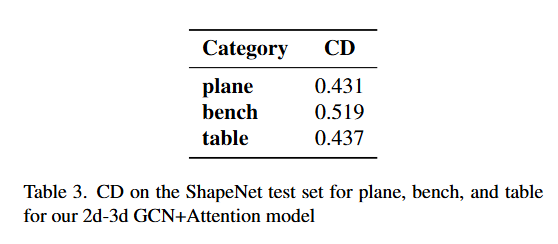 Category CD
plane 0.431
bench 0.519
table 0.437
Table 3. CD on the ShapeNet test set for plane, bench, and table
for our 2d-3d GCN+Attention model